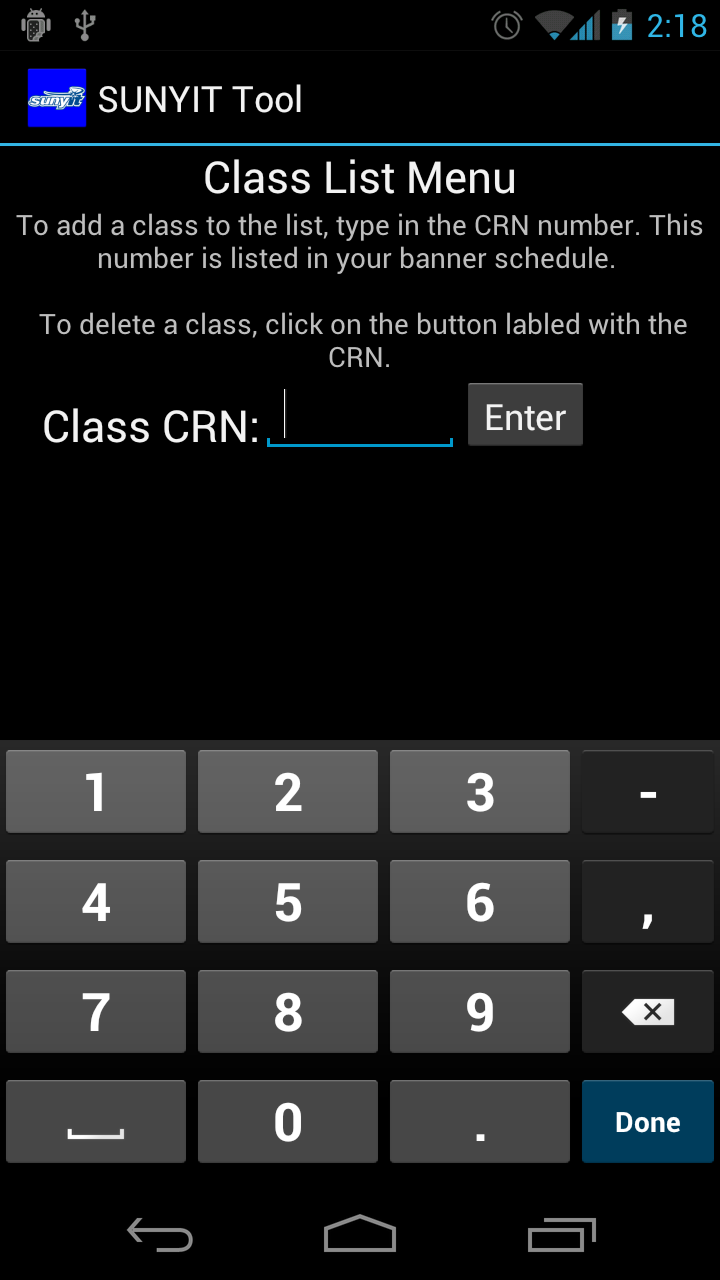 2:18
sunyit SUNYIT Tool
Class List Menu
To add a class to the list, type in the CRN number. This
number is listed in your banner schedule.
To delete a class, click on the button labled with the
CRN.
Class CRN: Enter
1 2 3 -
4 5 6 ,
7 8 9
0 . Done